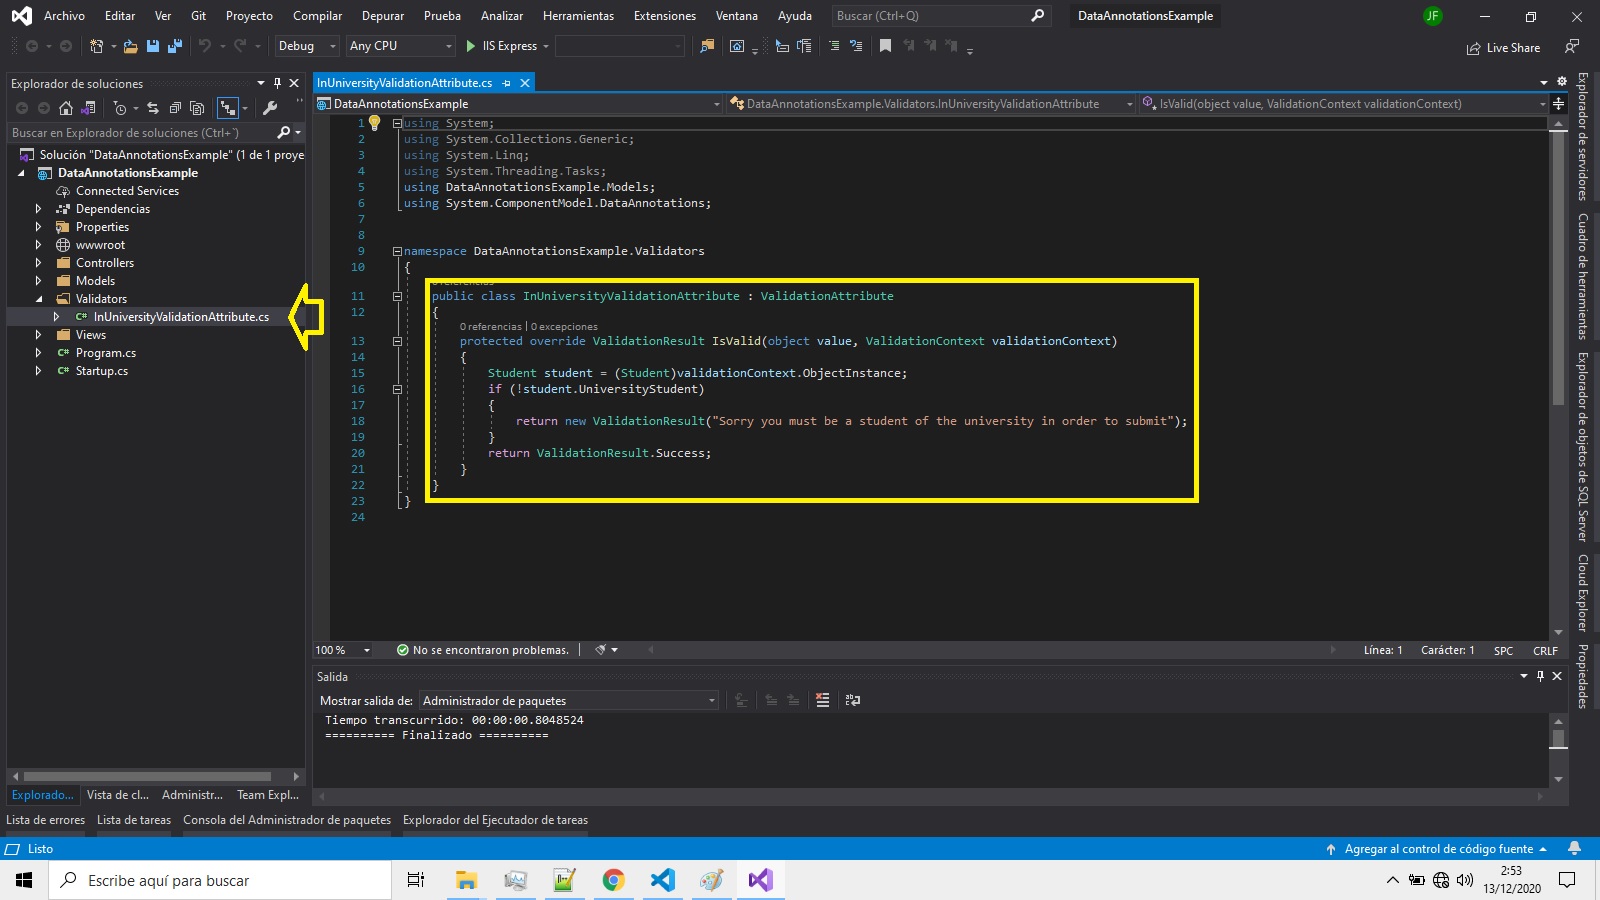 Archivo Editar Ver Git Proyecto Compilar Depurar Prueba Analizar Herramientas Extensiones Ventana Ayuda Buscar (Ctrl+Q) DataAnnotationsExample JF
Debug Any CPU IIS Express Live Share
Explorador de soluciones
Buscar en Explorador de soluciones (Ctrl+`)
Solución "DataAnnotationsExample" (1 de 1 proye
DataAnnotationsExample
Connected Services
Dependencias
Properties
wwwroot
Controllers
Models
Validators
C# InUniversityValidationAttribute.cs
Views
C# Program.cs
C# Startup.cs
Explorado... Vista de cl... Administr... Team Expl...
InUniversityValidationAttribute.cs
DataAnnotationsExample DataAnnotationsExample.Validators.InUniversityValidationAttribute IsValid(object value, ValidationContext validationContext)
1 using System;
2 using System.Collections.Generic;
3 using System.Linq;
4 using System.Threading.Tasks;
5 using DataAnnotationsExample.Models;
6 using System.ComponentModel.DataAnnotations;
7
8
9 namespace DataAnnotationsExample.Validators
10 {
11 public class InUniversityValidationAttribute : ValidationAttribute
12 {
0 referencias | 0 excepciones
13 protected override ValidationResult IsValid(object value, ValidationContext validationContext)
14 {
15 Student student = (Student)validationContext.ObjectInstance;
16 if (!student.UniversityStudent)
17 {
18 return new ValidationResult("Sorry you must be a student of the university in order to submit");
19 }
20 return ValidationResult.Success;
21 }
22 }
23 }
24
100 % No se encontraron problemas. Línea: 1 Carácter: 1 SPC CRLF
Salida
Mostrar salida de: Administrador de paquetes
Tiempo transcurrido: 00:00:00.8048524
========== Finalizado ==========
Explorador de servidores
Cuadro de herramientas
Explorador de objetos de SQL Server
Cloud Explorer
Propiedades
Lista de errores Lista de tareas Consola del Administrador de paquetes Explorador del Ejecutador de tareas
Listo Agregar al control de código fuente
Escribe aquí para buscar
2:53
13/12/2020